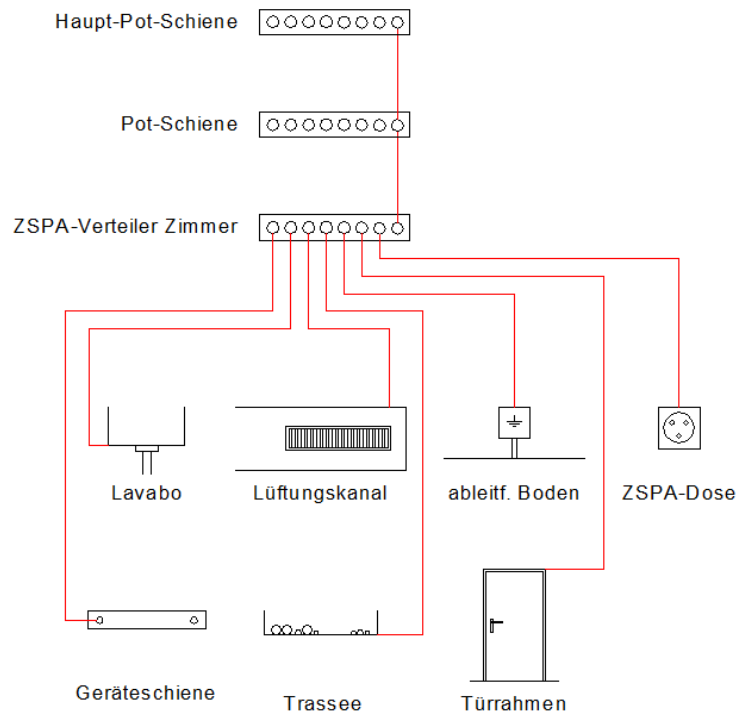 Haupt-Pot-Schiene
Pot-Schiene
ZSPA-Verteiler Zimmer
Lavabo
Lüftungskanal
ableitf. Boden
ZSPA-Dose
Geräteschiene
Trassee
Türrahmen